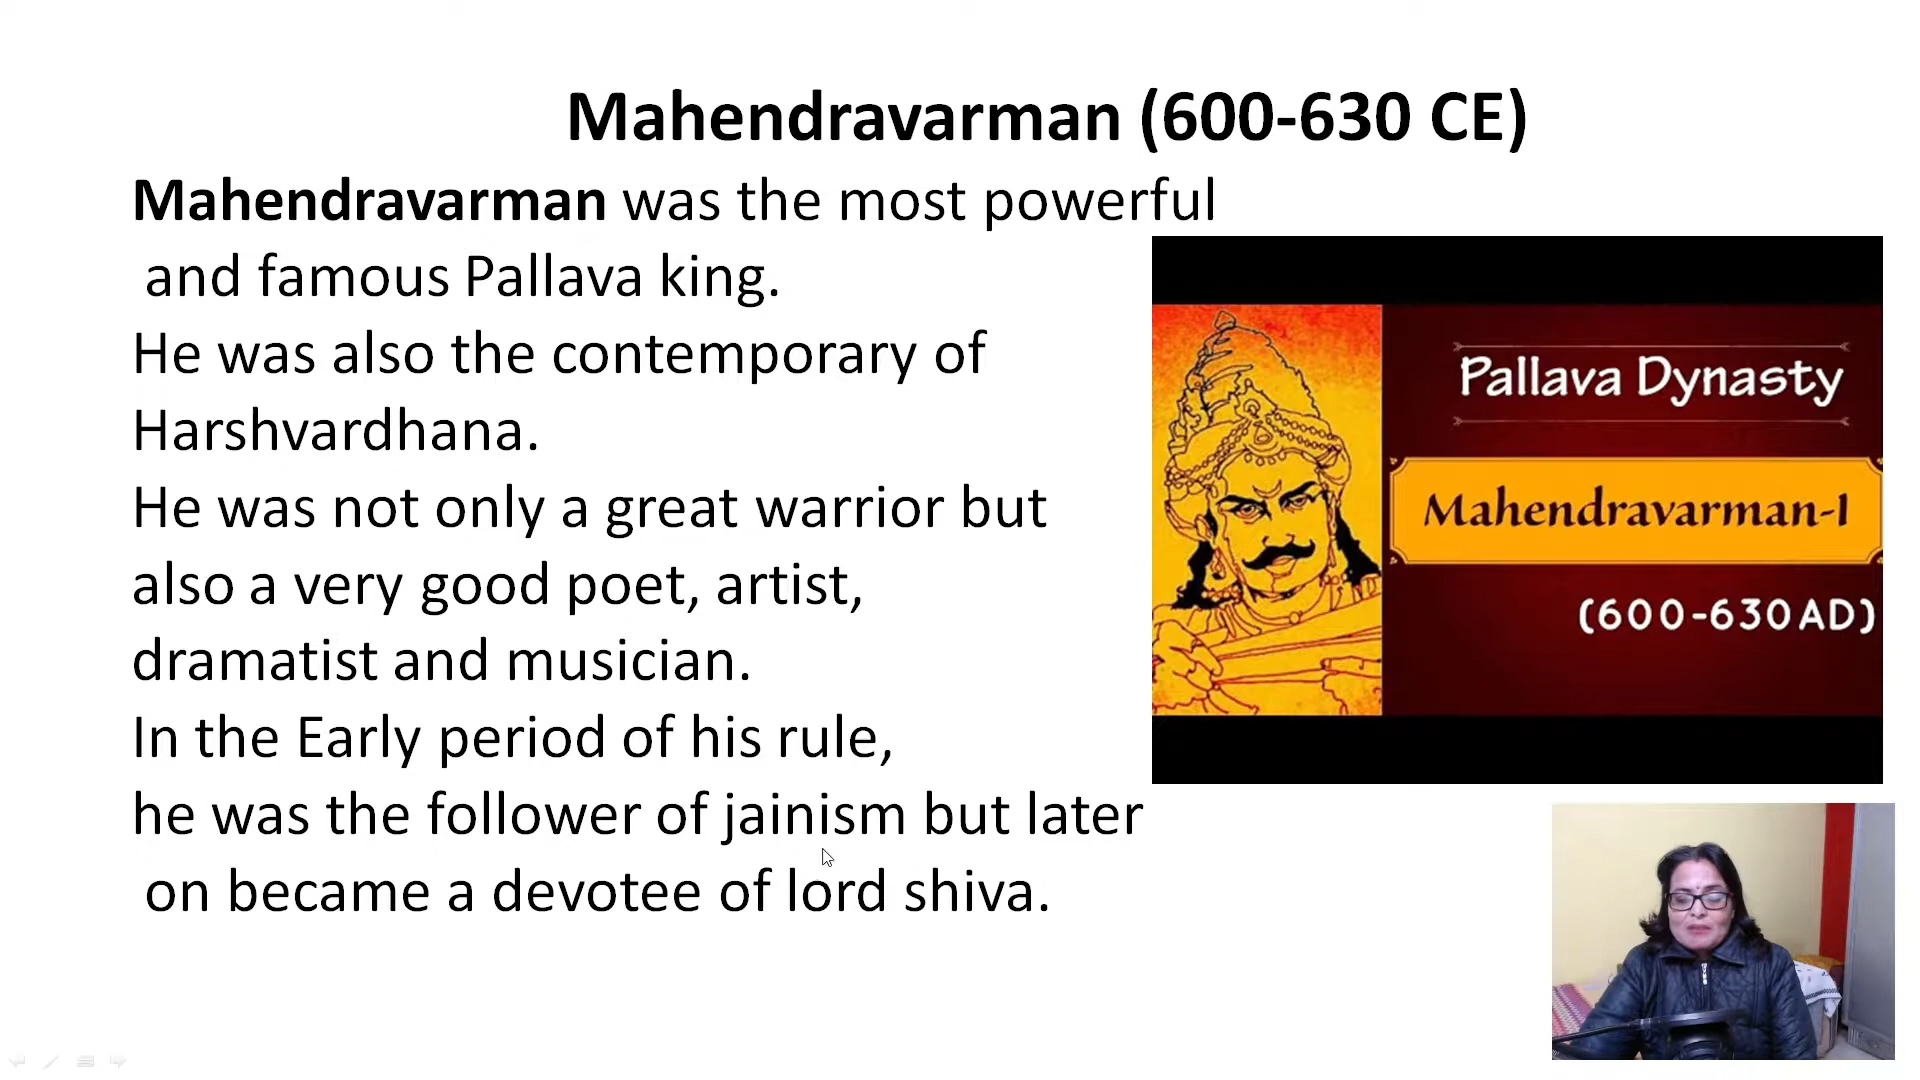 Mahendravarman (600-630 CE)
Mahendravarman was the most powerful
and famous Pallava king.
He was also the contemporary of
Harshvardhana.
He was not only a great warrior but
also a very good poet, artist,
dramatist and musician.
In the Early period of his rule,
he was the follower of jainism but later
on became a devotee of lord shiva.
Pallava Dynasty
Mahendravarman-I
(600-630AD)